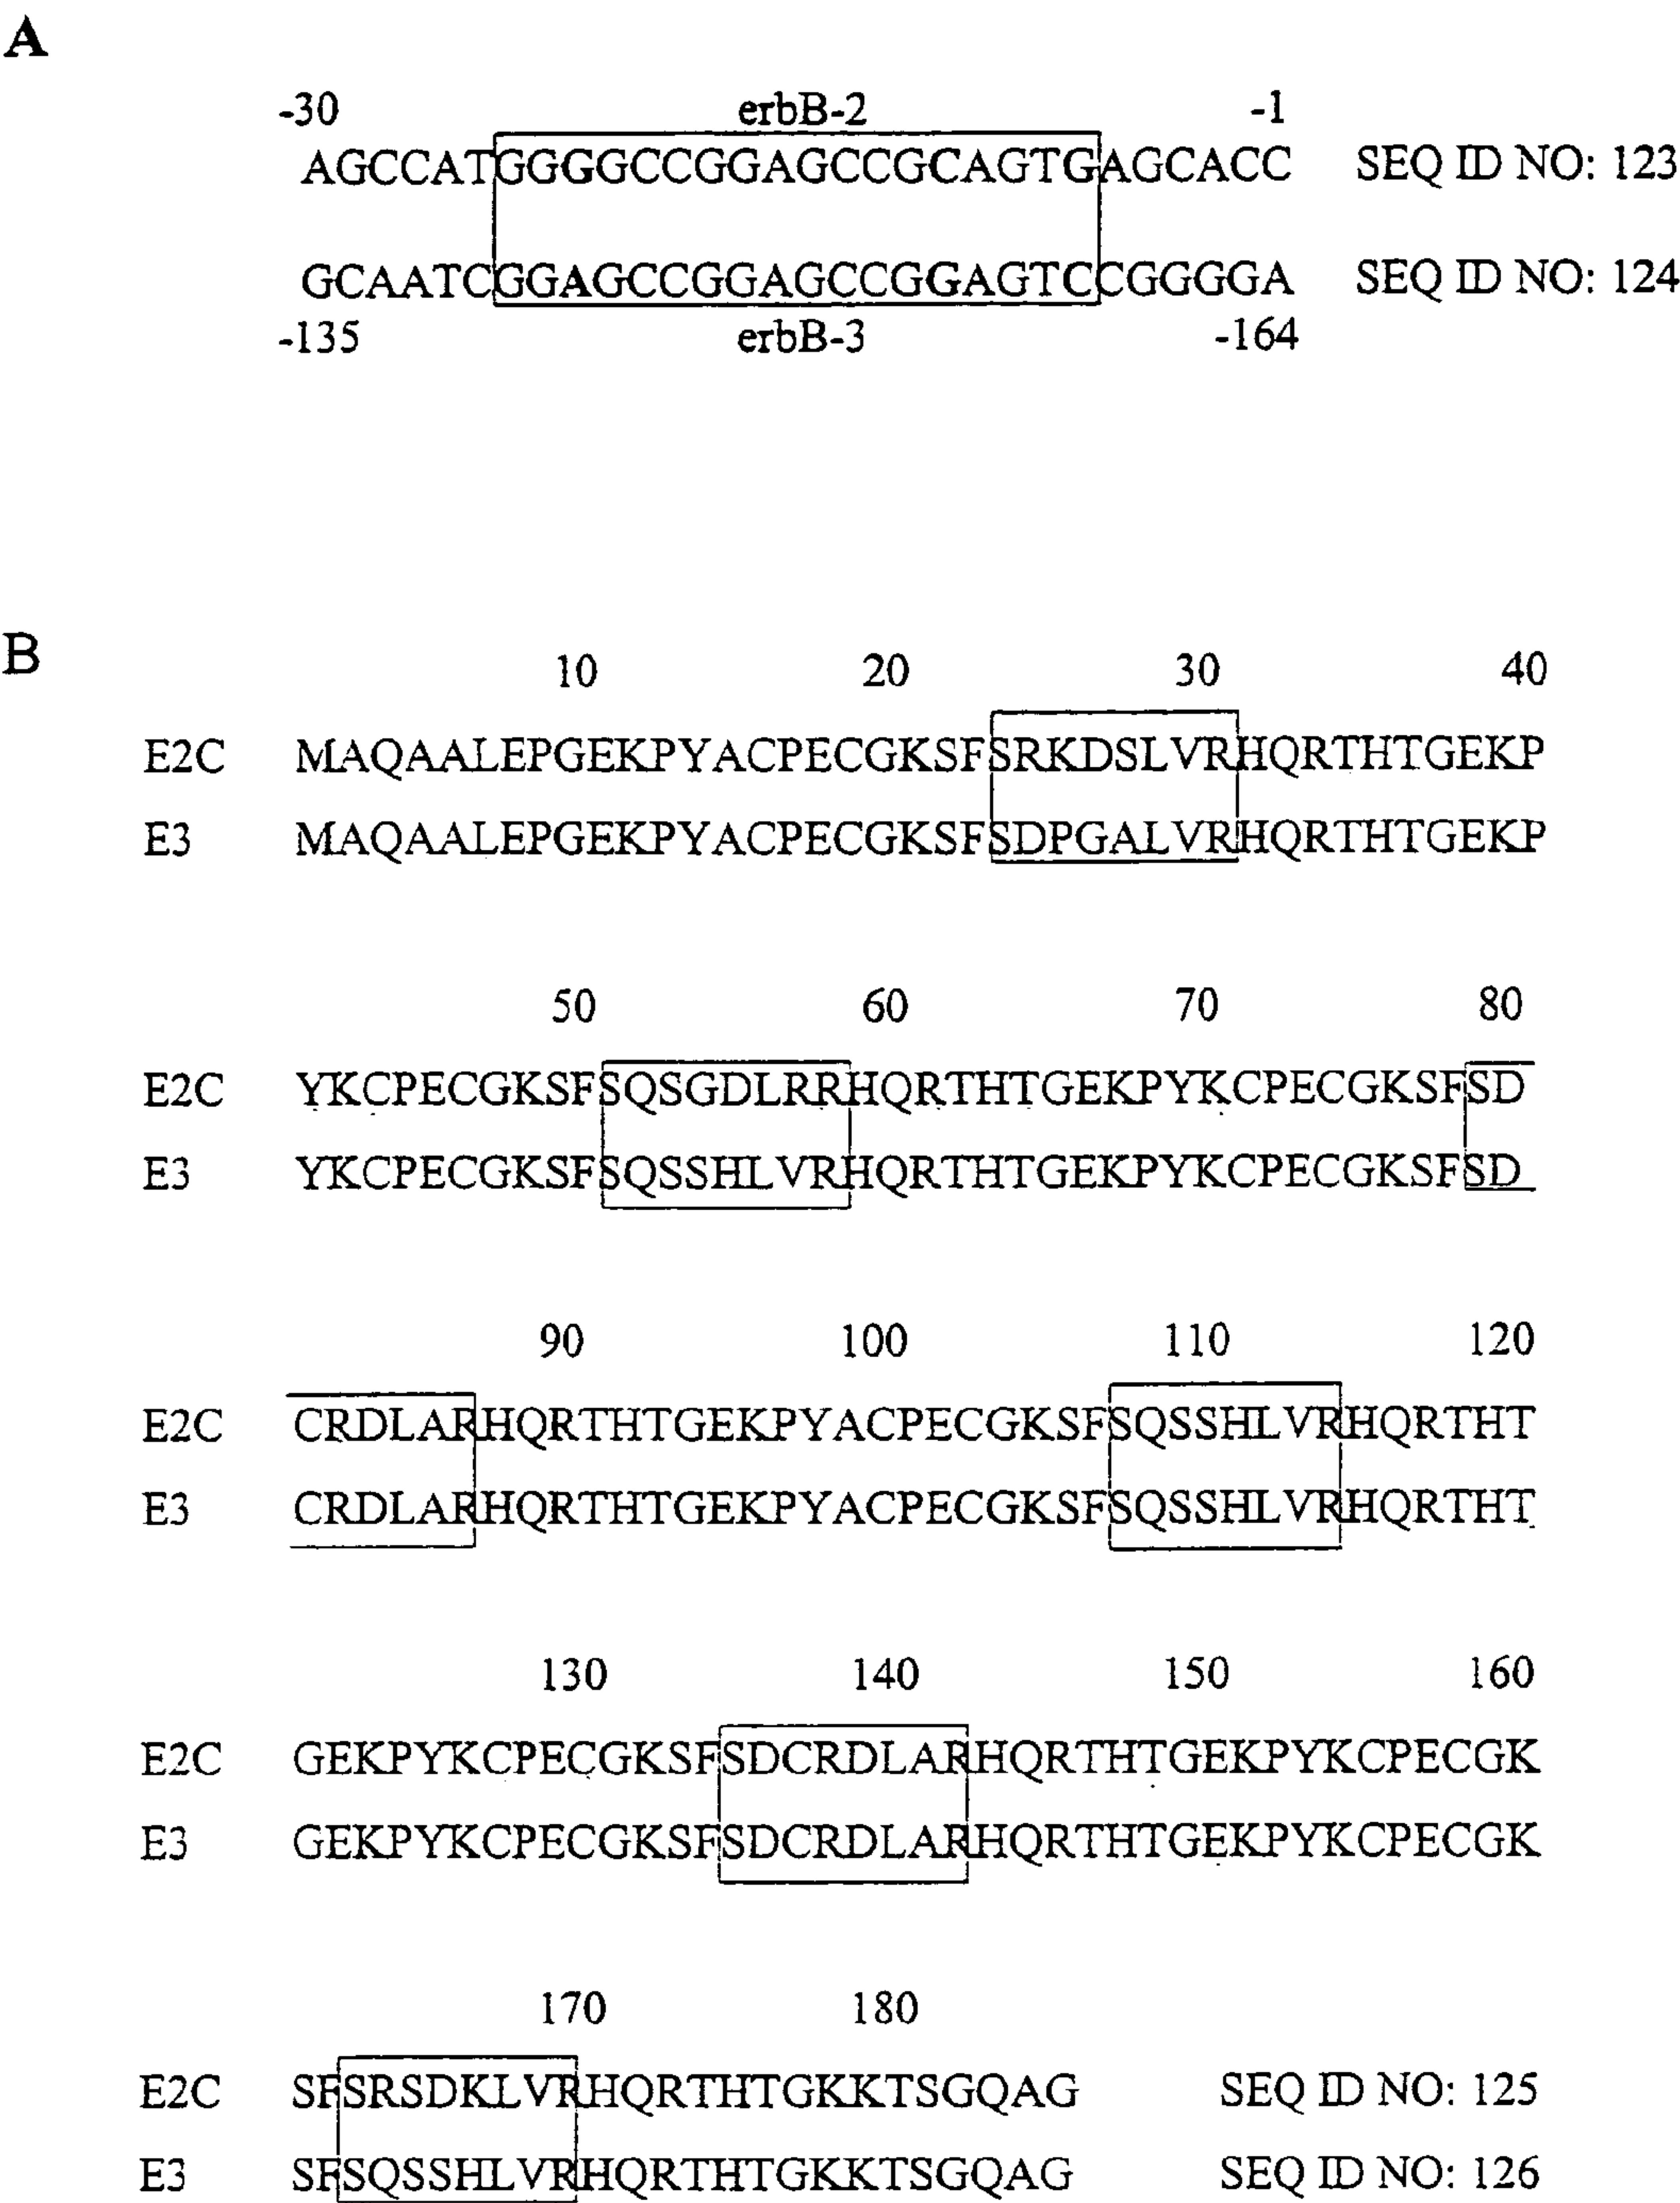 A
-30 erbB-2 -1
AGCCATGGGGCCGGAGCCGCAGTGAGCACC SEQ ID NO: 123
GCAATCGGAGCCGGAGCCGGAGTCCGGGGA SEQ ID NO: 124
-135 erbB-3 -164
B
10 20 30 40
E2C MAQAALEPGEKPYACPECGKSFSRKDSLVRHQRTHTGEKP
E3 MAQAALEPGEKPYACPECGKSFSDPGALVRHQRTHTGEKP
50 60 70 80
E2C YKCPECGKSFSQSGDLRRHQRTHTGEKPYKCPECGKSFSD
E3 YKCPECGKSFSQSSHLVRHQRTHTGEKPYKCPECGKSFSD
90 100 110 120
E2C CRDLARHQRTHTGEKPYACPECGKSFSQSSHLVRHQRTHT
E3 CRDLARHQRTHTGEKPYACPECGKSFSQSSHLVRHQRTHT
130 140 150 160
E2C GEKPYKCPECGKSFSDCRDLARHQRTHTGEKPYKCPECGK
E3 GEKPYKCPECGKSFSDCRDLARHQRTHTGEKPYKCPECGK
170 180
E2C SFSRSDKLVRHQRTHTGKKTSGQAG SEQ ID NO: 125
E3 SFSQSSHLVRHQRTHTGKKTSGQAG SEQ ID NO: 126